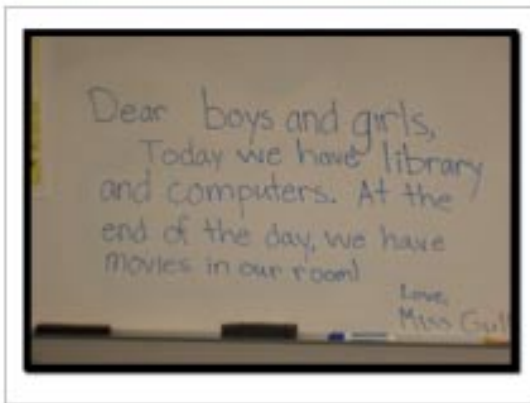 Dear boys and girls,
Today we have library
and computers. At the
end of the day, we have
movies in our room!
Love,
Miss